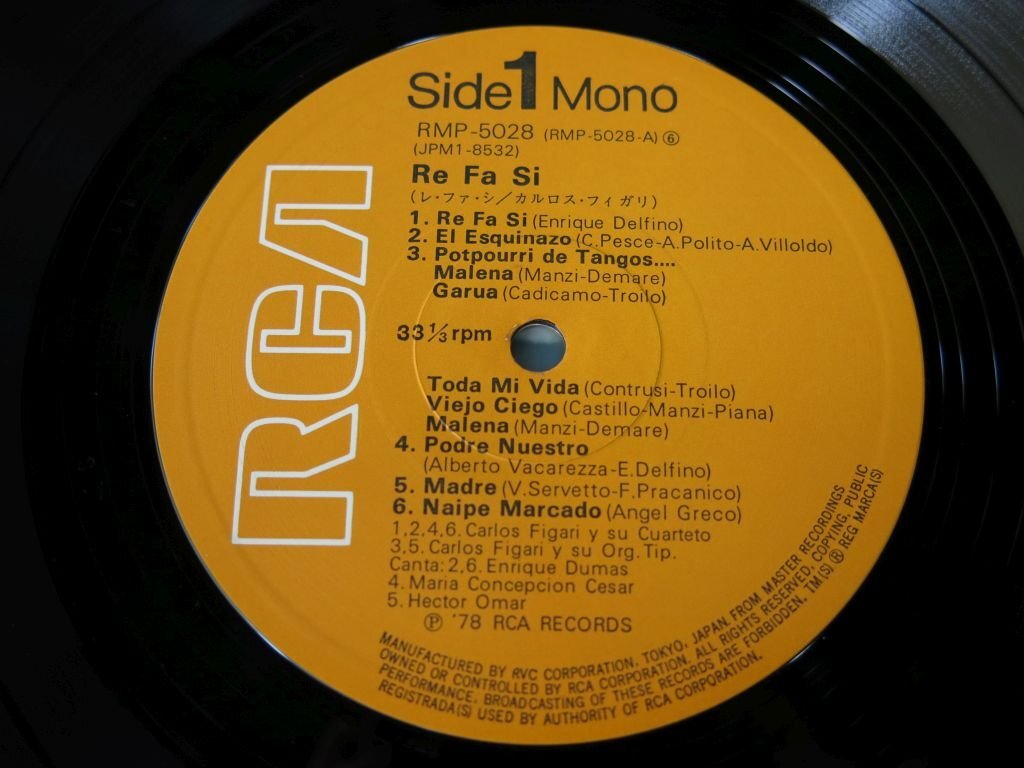 Side 1 Mono
RMP-5028 (RMP-5028-A) ⑥
(JPM1-8532)
Re Fa Si
(レ・ファ・シ/カルロス・フィガリ)
1. Re Fa Si (Enrique Delfino)
2. El Esquinazo (C.Pesce-A.Polito-A.Villoldo)
3. Potpourri de Tangos....
Malena (Manzi-Demare)
Garua (Cadicamo-Troilo)
33 1/3 rpm
Toda Mi Vida (Contrusi-Troilo)
Viejo Ciego (Castillo-Manzi-Piana)
Malena (Manzi-Demare)
4. Podre Nuestro
(Alberto Vacarezza-E.Delfino)
5. Madre (V.Servetto-F.Pracanico)
6. Naipe Marcado (Angel Greco)
1,2,4,6. Carlos Figari y su Cuarteto
3,5. Carlos Figari y su Org. Tip.
Canta: 2,6. Enrique Dumas
4. Maria Concepcion Cesar
5. Hector Omar
℗ '78 RCA RECORDS
RCA
MANUFACTURED BY RVC CORPORATION, TOKYO, JAPAN, FROM MASTER RECORDINGS
OWNED OR CONTROLLED BY RCA CORPORATION. ALL RIGHTS RESERVED. COPYING, PUBLIC
PERFORMANCE, BROADCASTING OF THESE RECORDS ARE FORBIDDEN. TM(S) ® REG MARCA(S)
REGISTRADA(S) USED BY AUTHORITY OF RCA CORPORATION.